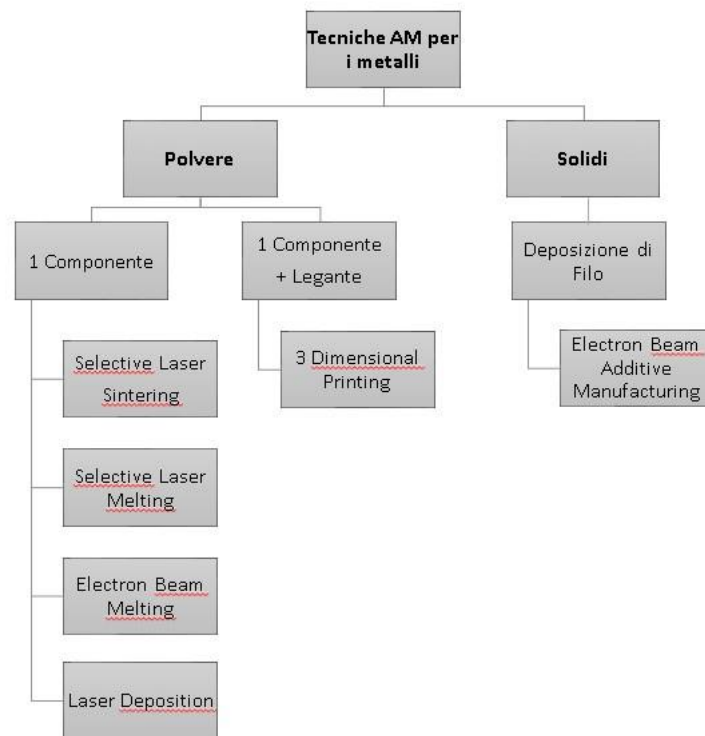 Tecniche AM per
i metalli
Polvere
Solidi
1 Componente
1 Componente
+ Legante
Deposizione di
Filo
Selective Laser
Sintering
3 Dimensional
Printing
Electron Beam
Additive
Manufacturing
Selective Laser
Melting
Electron Beam
Melting
Laser Deposition